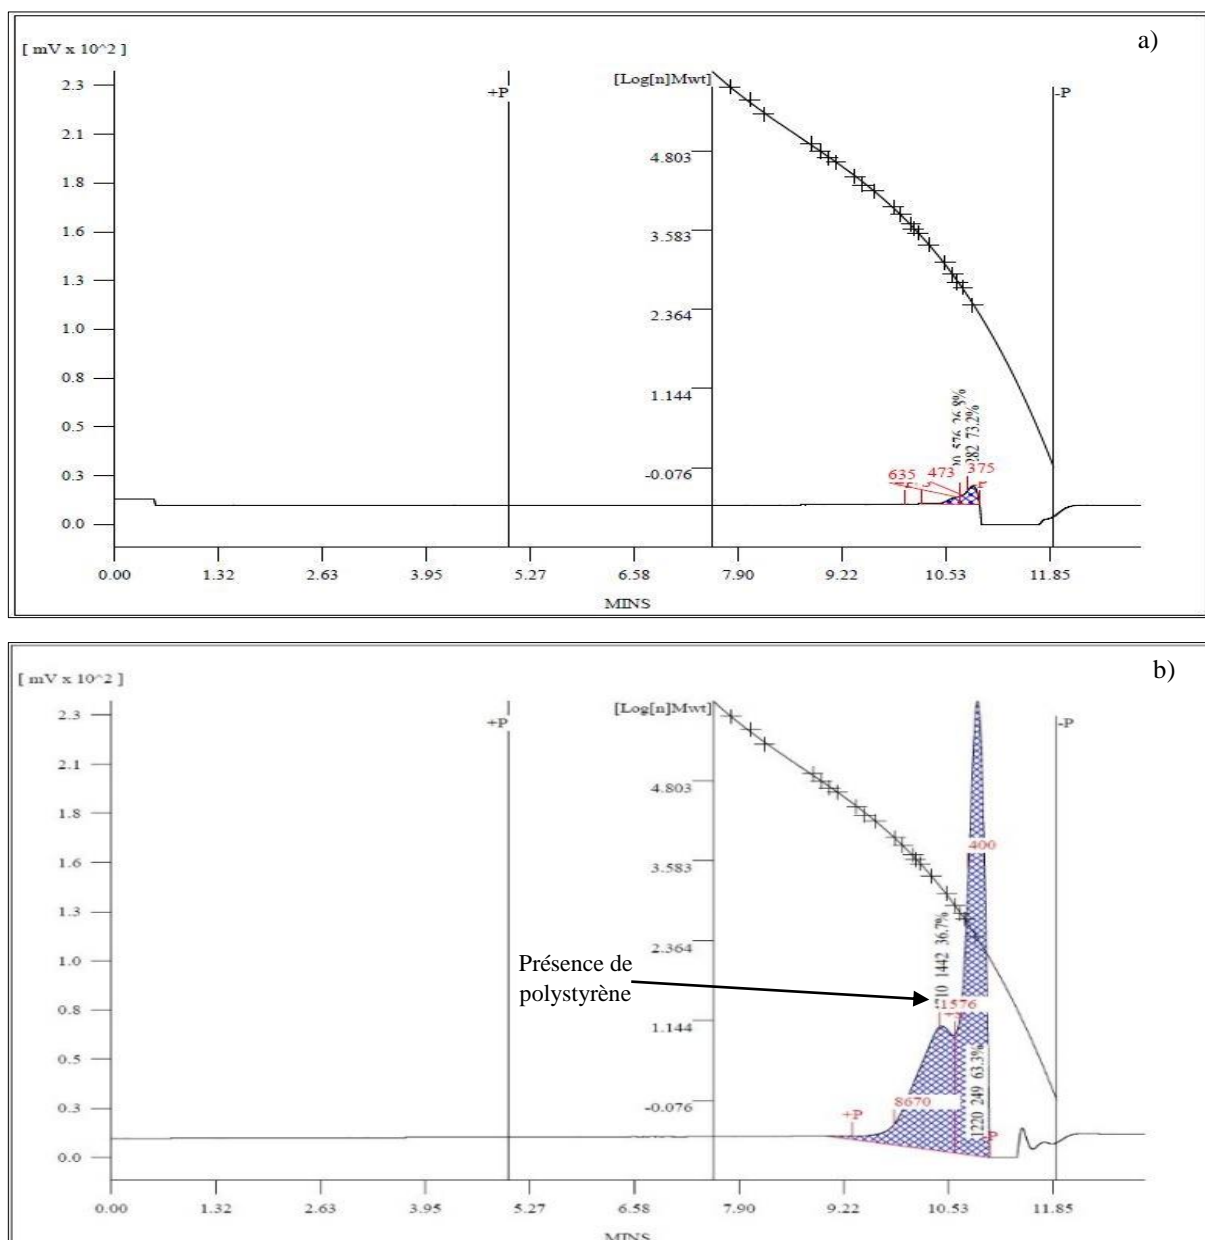 a)
[ mV x 10^2 ]
[Log[n]Mwt]
+P
-P
2.3
2.1
1.8
1.6
1.3
1.0
0.8
0.5
0.3
0.0
4.803
3.583
2.364
1.144
-0.076
576 26.8%
282 73.2%
635
473
375
0.00 1.32 2.63 3.95 5.27 6.58 7.90 9.22 10.53 11.85
MINS
b)
[ mV x 10^2 ]
[Log[n]Mwt]
+P
-P
2.3
2.1
1.8
1.6
1.3
1.0
0.8
0.5
0.3
0.0
4.803
3.583
2.364
1.144
-0.076
400
1442 36.7%
Présence de
polystyrène
1576
1220 249 63.3%
8670
+P
-P
0.00 1.32 2.63 3.95 5.27 6.58 7.90 9.22 10.53 11.85
MINS